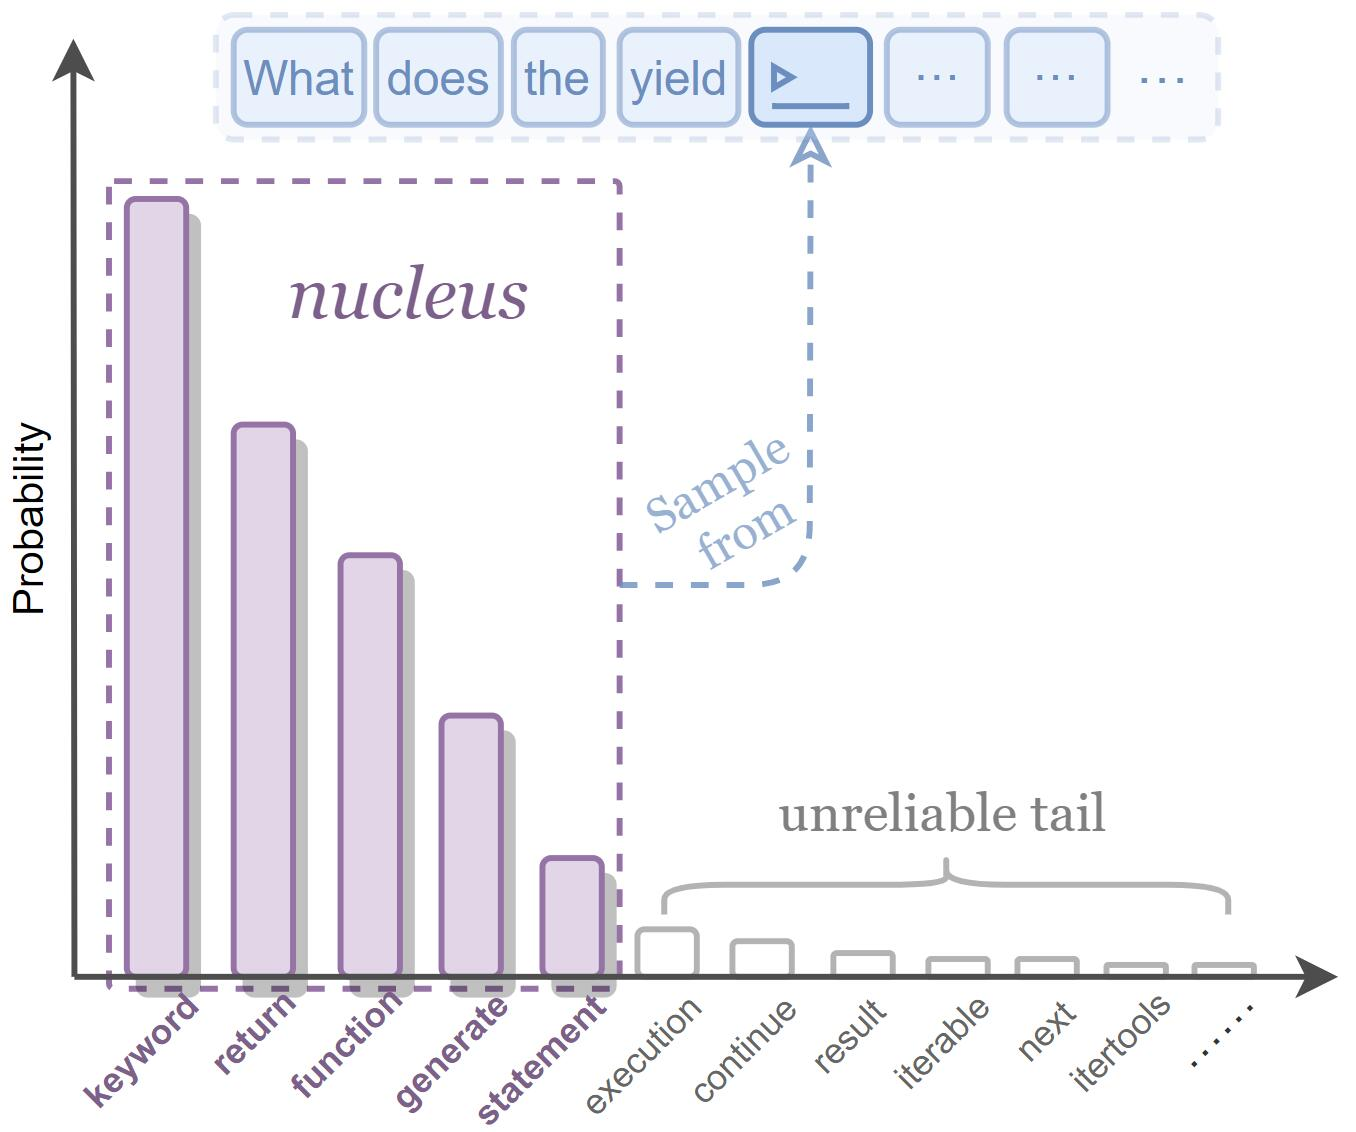 What does the yield ... ... ...
nucleus
Sample
from
Probability
unreliable tail
keyword
return
function
generate
statement
execution
continue
result
iterable
next
itertools
......